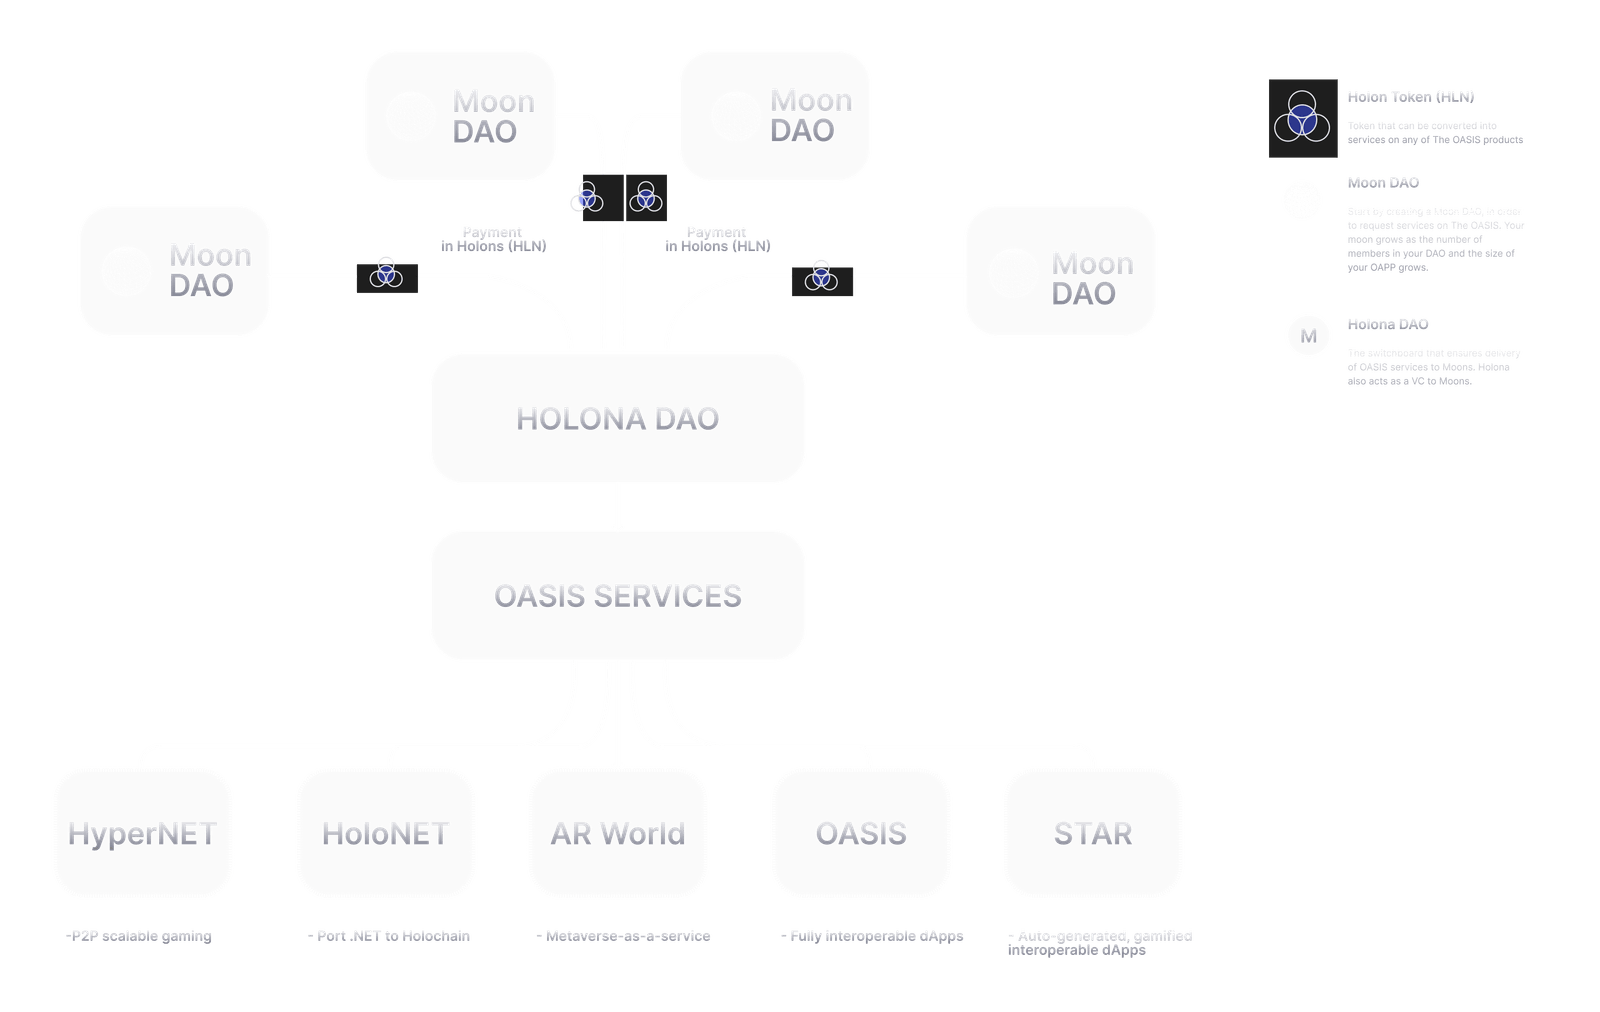 Moon
DAO
Moon
DAO
Holon Token (HLN)
Token that can be converted into
services on any of The OASIS products
Moon DAO
Start by creating a Moon DAO, in order
to request services on The OASIS. Your
moon grows as the number of
members in your DAO and the size of
your OAPP grows.
Moon
DAO
Payment
in Holons (HLN)
Payment
in Holons (HLN)
Moon
DAO
M
Holona DAO
The switchboard that ensures delivery
of OASIS services to Moons. Holona
also acts as a VC to Moons.
HOLONA DAO
OASIS SERVICES
HyperNET
HoloNET
AR World
OASIS
STAR
-P2P scalable gaming
- Port .NET to Holochain
- Metaverse-as-a-service
- Fully interoperable dApps
- Auto-generated, gamified
interoperable dApps